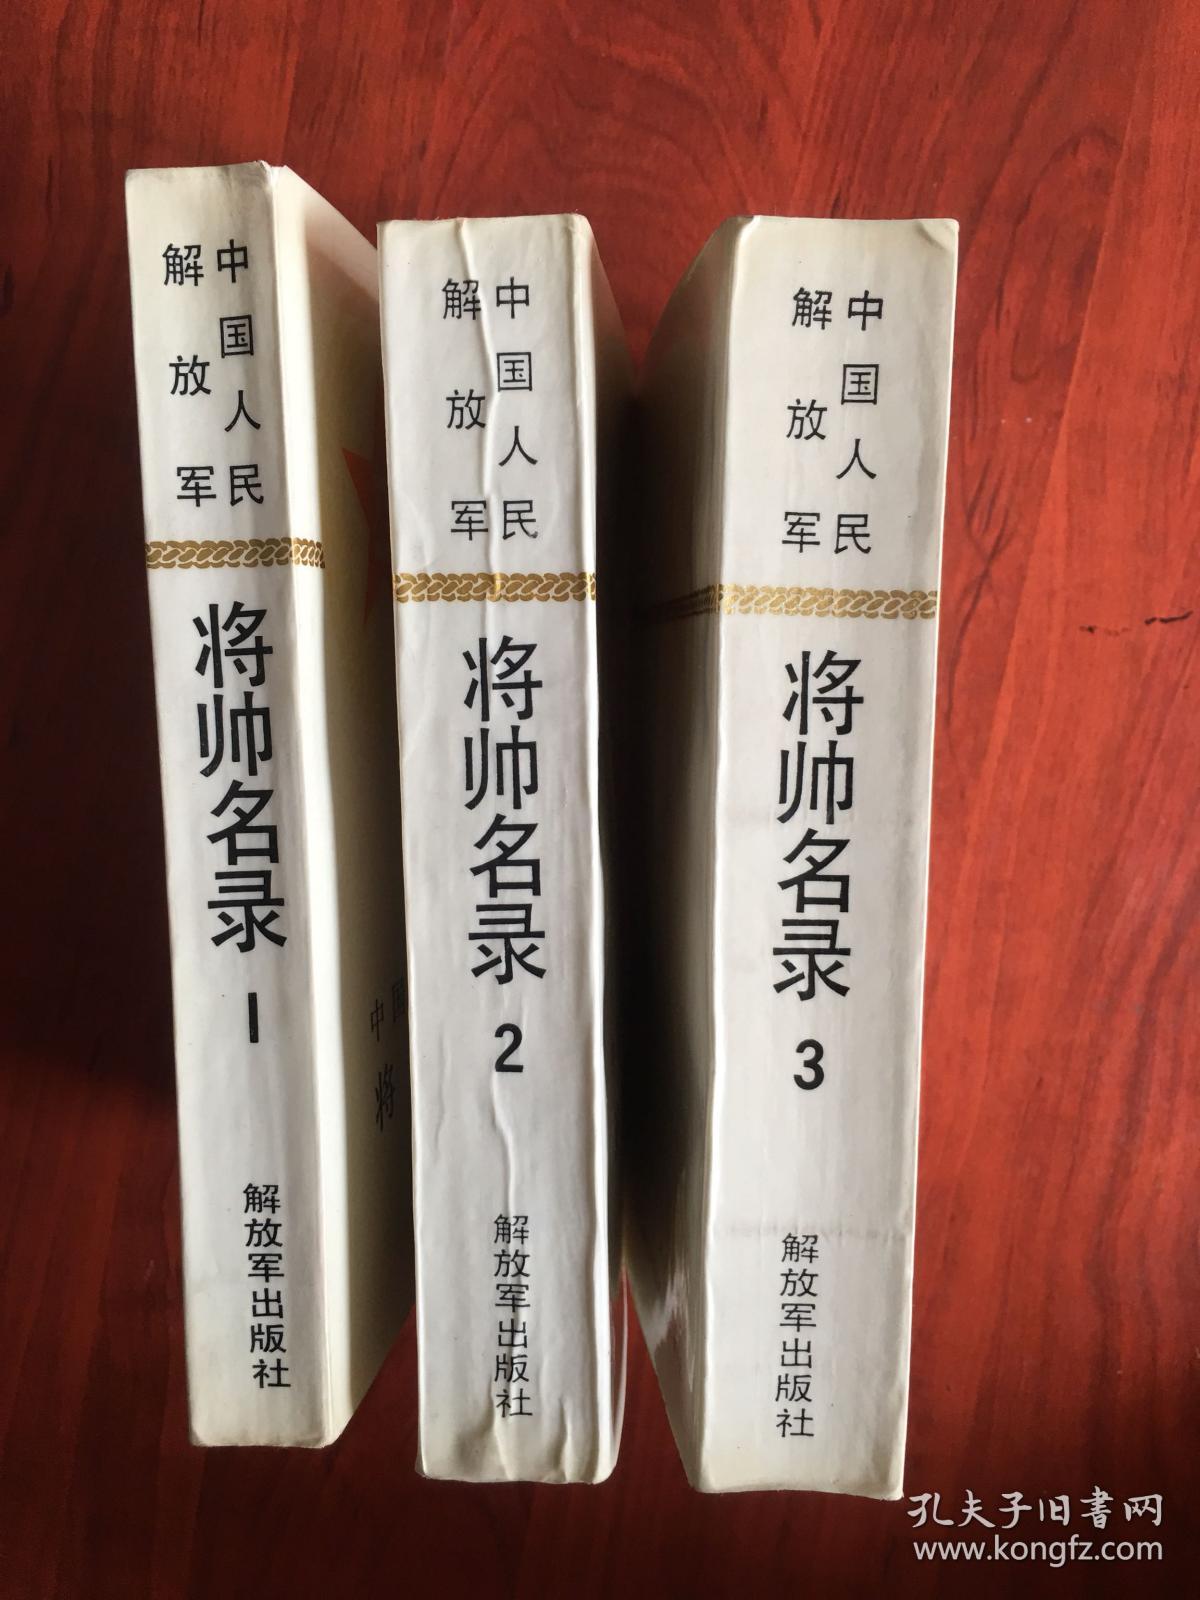 中国人民
解放军
将帅名录
1
解放军出版社
中国
将
中国人民
解放军
将帅名录
2
解放军出版社
中国人民
解放军
将帅名录
3
解放军出版社
孔夫子旧书网
www.kongfz.com